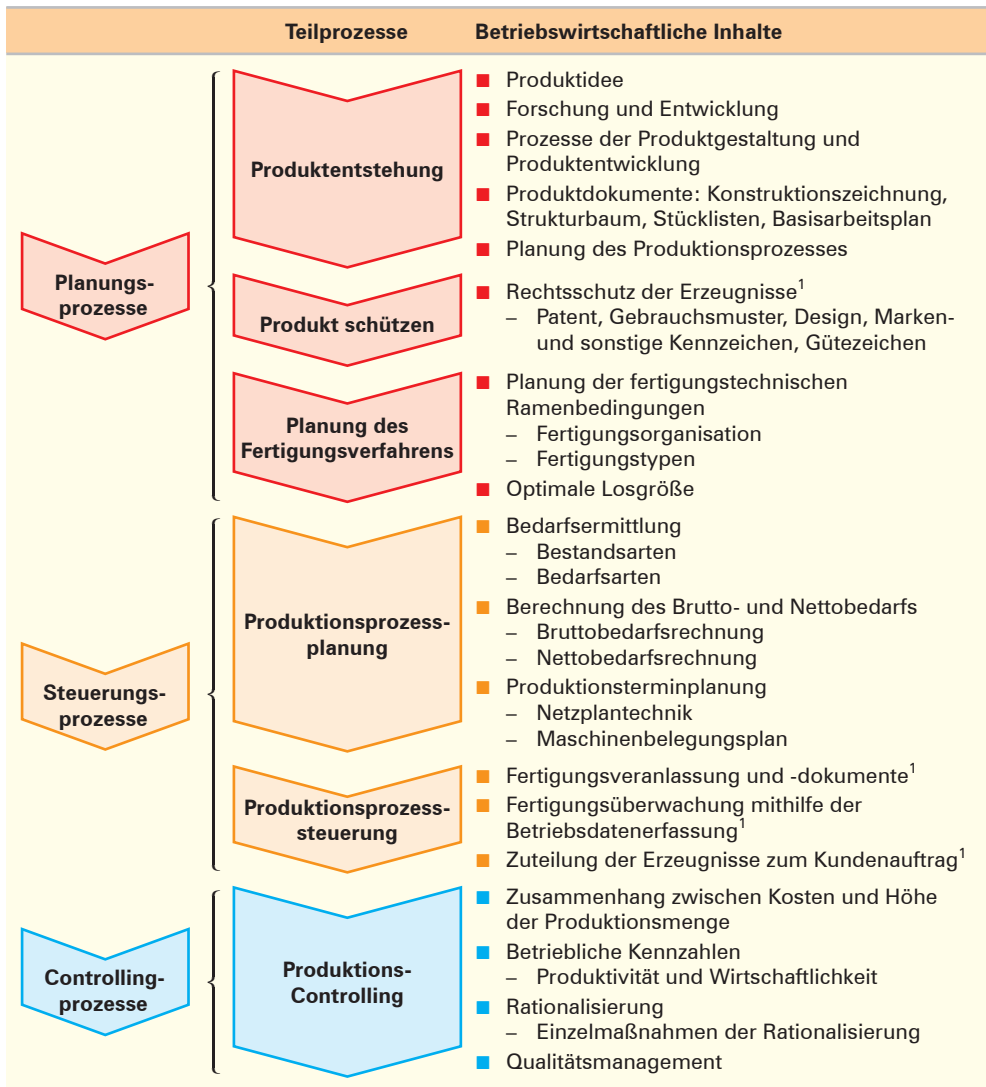 Teilprozesse Betriebswirtschaftliche Inhalte
Planungs-
prozesse
Produktentstehung
■ Produktidee
■ Forschung und Entwicklung
■ Prozesse der Produktgestaltung und
Produktentwicklung
■ Produktdokumente: Konstruktionszeichnung,
Strukturbaum, Stücklisten, Basisarbeitsplan
■ Planung des Produktionsprozesses
Produkt schützen
■ Rechtsschutz der Erzeugnisse¹
– Patent, Gebrauchsmuster, Design, Marken-
und sonstige Kennzeichen, Gütezeichen
Planung des
Fertigungsverfahrens
■ Planung der fertigungstechnischen
Ramenbedingungen
– Fertigungsorganisation
– Fertigungstypen
■ Optimale Losgröße
Steuerungs-
prozesse
Produktionsprozess-
planung
■ Bedarfsermittlung
– Bestandsarten
– Bedarfsarten
■ Berechnung des Brutto- und Nettobedarfs
– Bruttobedarfsrechnung
– Nettobedarfsrechnung
■ Produktionsterminplanung
– Netzplantechnik
– Maschinenbelegungsplan
Produktionsprozess-
steuerung
■ Fertigungsveranlassung und -dokumente¹
■ Fertigungsüberwachung mithilfe der
Betriebsdatenerfassung¹
■ Zuteilung der Erzeugnisse zum Kundenauftrag¹
Controlling-
prozesse
Produktions-
Controlling
■ Zusammenhang zwischen Kosten und Höhe
der Produktionsmenge
■ Betriebliche Kennzahlen
– Produktivität und Wirtschaftlichkeit
■ Rationalisierung
– Einzelmaßnahmen der Rationalisierung
■ Qualitätsmanagement